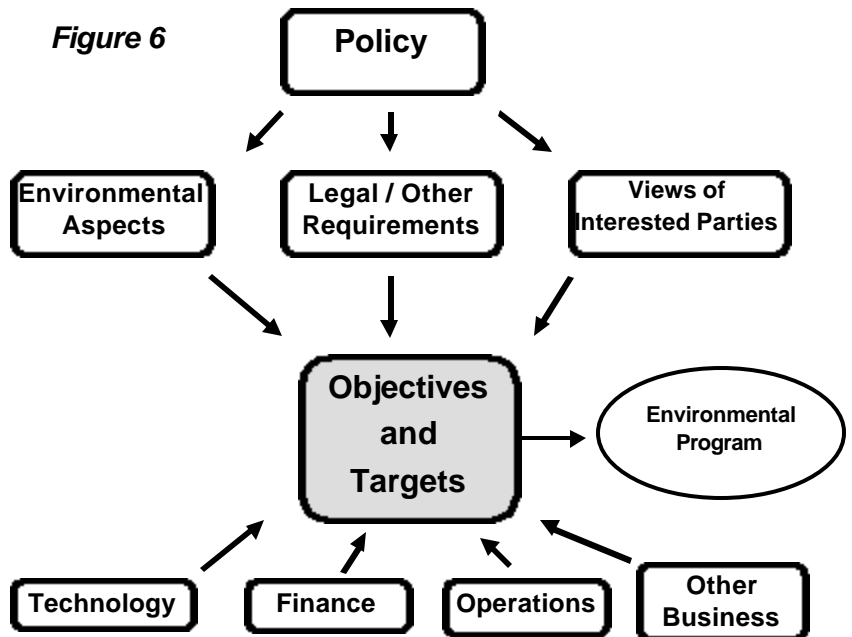 Figure 6
Policy
Environmental
Aspects
Legal / Other
Requirements
Views of
Interested Parties
Objectives
and
Targets
Environmental
Program
Technology
Finance
Operations
Other
Business